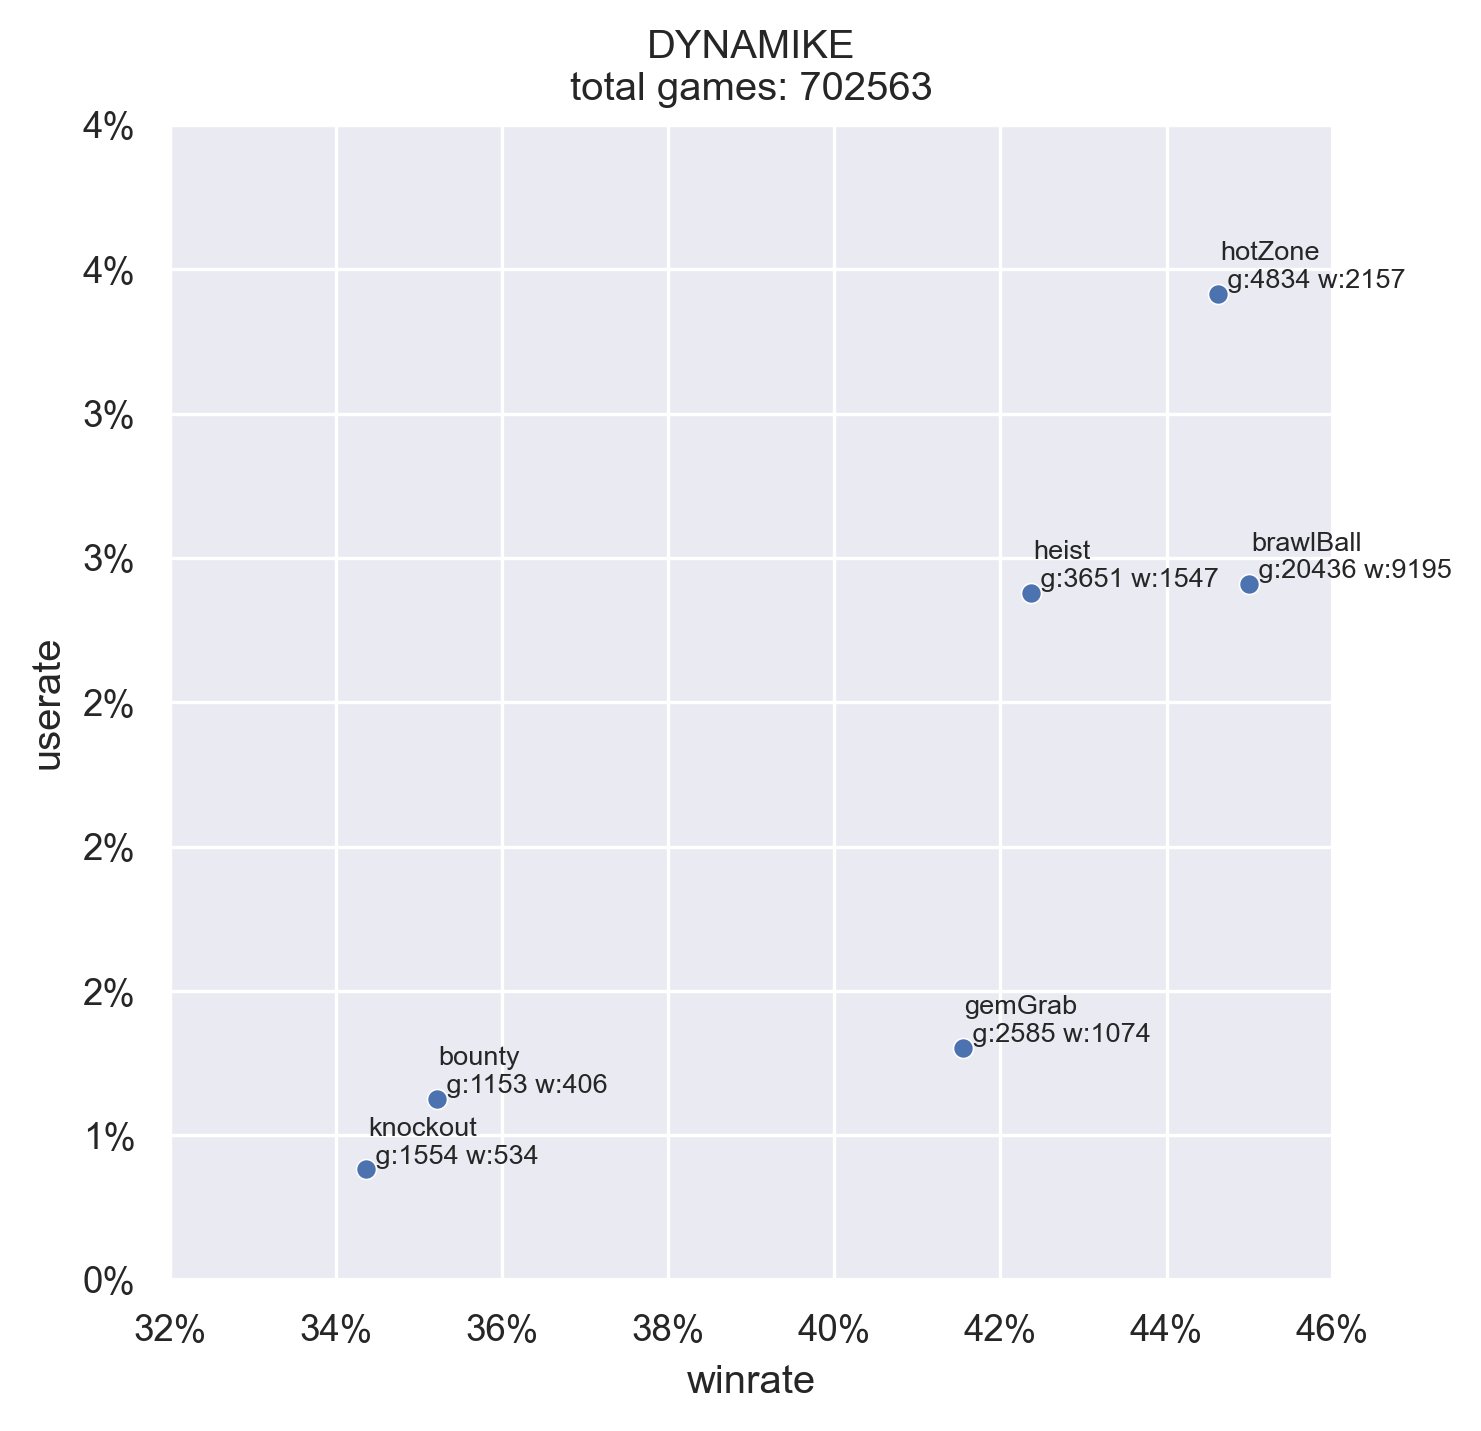 DYNAMIKE
total games: 702563
4%
4%
3%
3%
2%
2%
2%
1%
0%
userate
hotZone
g:4834 w:2157
heist
g:3651 w:1547
brawlBall
g:20436 w:9195
gemGrab
g:2585 w:1074
bounty
g:1153 w:406
knockout
g:1554 w:534
32% 34% 36% 38% 40% 42% 44% 46%
winrate